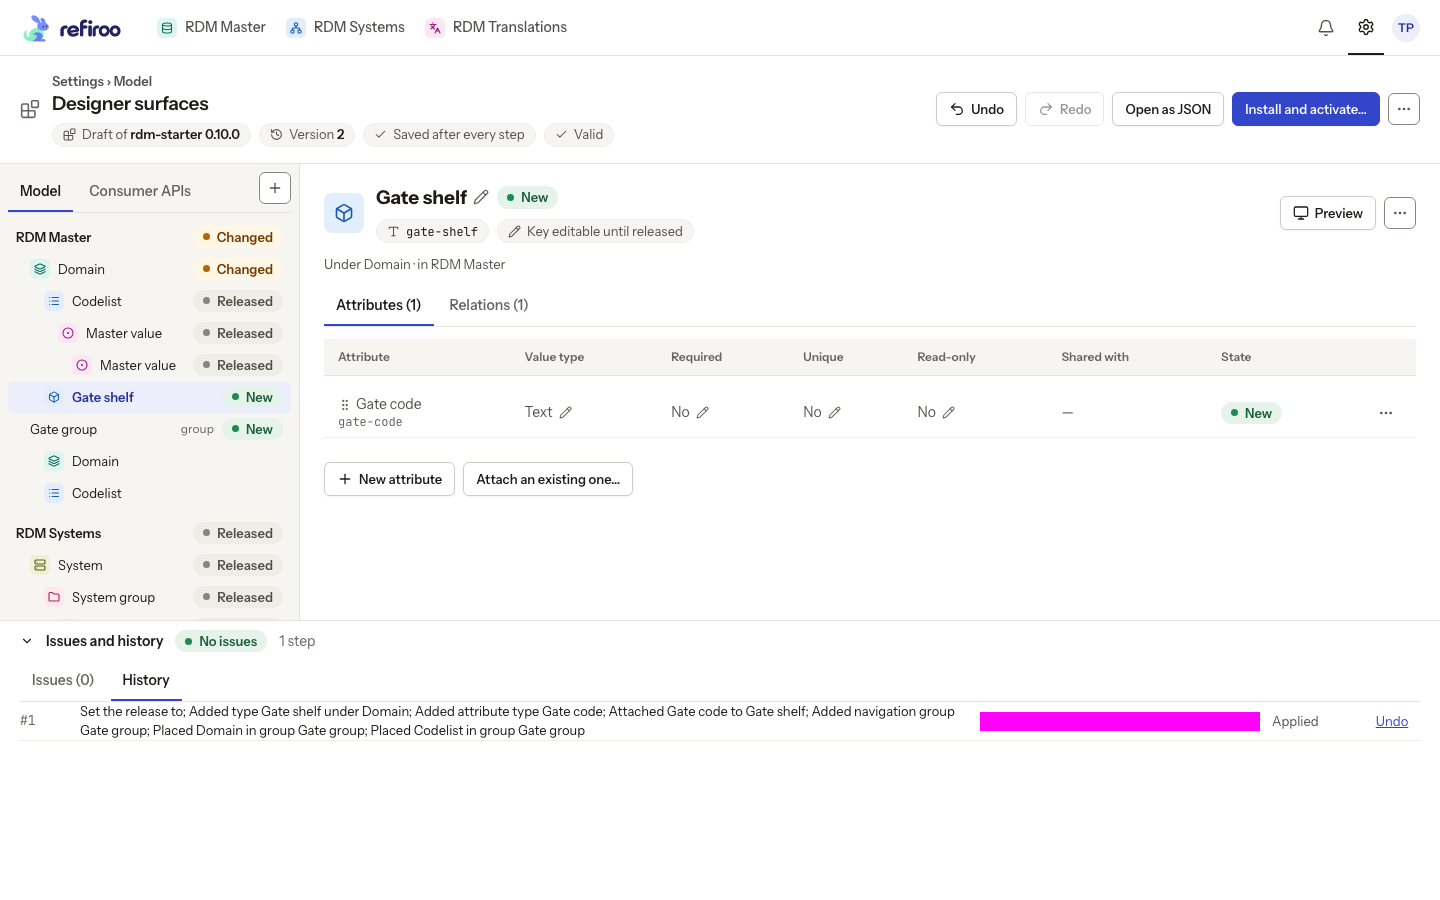 refiroo
RDM Master
RDM Systems
RDM Translations
TP
Settings › Model
Designer surfaces
Draft of rdm-starter 0.10.0
Version 2
Saved after every step
Valid
Undo
Redo
Open as JSON
Install and activate...
Model
Consumer APIs
RDM Master
Changed
Domain
Changed
Codelist
Released
Master value
Released
Master value
Released
Gate shelf
New
Gate group
group
New
Domain
Codelist
RDM Systems
Released
System
Released
System group
Released
Gate shelf
New
gate-shelf
Key editable until released
Preview
Under Domain · in RDM Master
Attributes (1)
Relations (1)
Attribute
Value type
Required
Unique
Read-only
Shared with
State
Gate code
gate-code
Text
No
No
No
—
New
New attribute
Attach an existing one...
Issues and history
No issues
1 step
Issues (0)
History
#1
Set the release to; Added type Gate shelf under Domain; Added attribute type Gate code; Attached Gate code to Gate shelf; Added navigation group
Gate group; Placed Domain in group Gate group; Placed Codelist in group Gate group
Applied
Undo